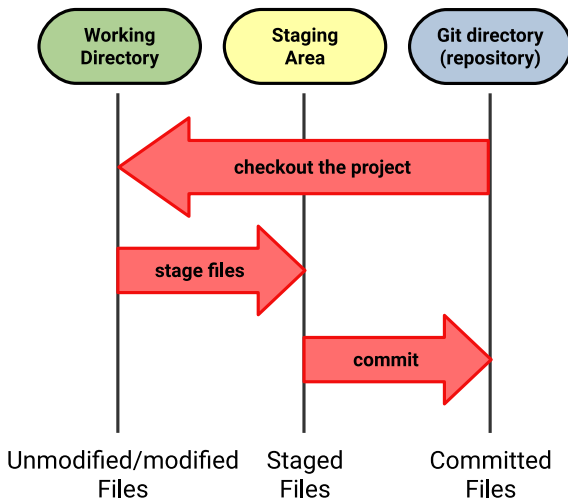 Working
Directory
Staging
Area
Git directory
(repository)
checkout the project
stage files
commit
Unmodified/modified
Files
Staged
Files
Committed
Files